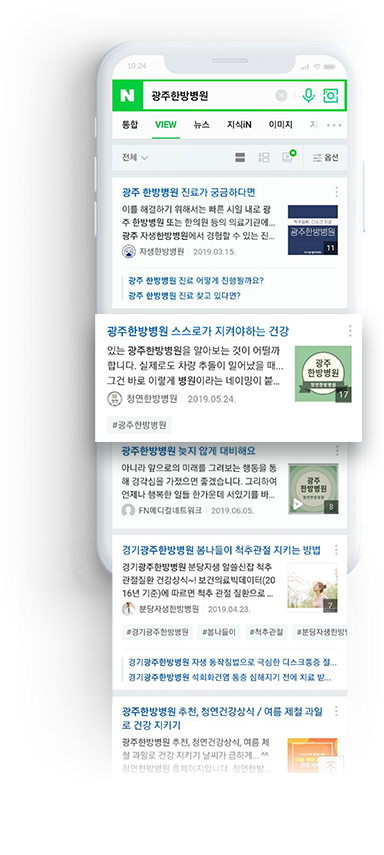 10:24
N 광주한방병원
통합 VIEW 뉴스 지식iN 이미지
전체 옵션
광주 한방병원 진료가 궁금하다면
이를 해결하기 위해서는 빠른 시일 내로 광
주 한방병원 또는 한의원 등의 의료기관에...
광주 자생한방병원에서 경험할 수 있는 진...
자생한방병원 2019.03.15.
척추질환, 디스크 치료
광주한방병원
11
광주 한방병원 진료 어떻게 진행될까요?
광주 한방병원 진료 찾고 있다면?
광주한방병원 스스로가 지켜야하는 건강
있는 광주한방병원을 알아보는 것이 어떨까
합니다. 실제로도 차량 추돌이 일어났을 때...
그건 바로 이렇게 병원이라는 네이밍이 붙...
청연한방병원 2019.05.24.
광주
한방병원
청연한방병원
17
#광주한방병원
광주한방병원 늦지 않게 대비해요
아니라 앞으로의 미래를 그려보는 행동을 통
해 경각심을 가졌으면 좋겠습니다. 그리하여
언제나 행복한 일들 한가운데 서있기를 바...
FN메디컬네트워크 2019.06.05.
광주
한방병원
8
경기광주한방병원 봄나들이 척추관절 지키는 방법
경기광주한방병원 분당자생 알쓸신잡 척추
관절질환 건강상식~! 보건의료빅데이터(20
16년 기준)에 따르면 척추 관절 질환으로 ...
분당자생한방병원 2019.04.23.
7
#경기광주한방병원 #봄나들이 #척추관절 #분당자생한방병
경기광주한방병원 자생 동작침법으로 극심한 디스크통증 절...
경기광주한방병원 석회화건염 통증 심해지기 전에 치료 받...
광주한방병원 추천, 청연건강상식 / 여름 제철 과일
로 건강 지키기
광주한방병원 추천, 청연건강상식, 여름 제
철 과일로 건강 지키기 날씨가 급하게... ^^
청연한방병원 홈페이지입니다. 청연한방...